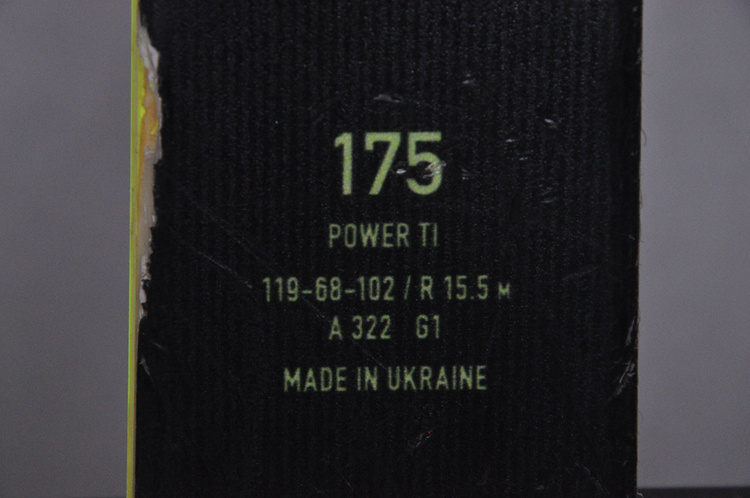 175
POWER TI
119-68-102 / R 15.5 M
A 322 G1
MADE IN UKRAINE